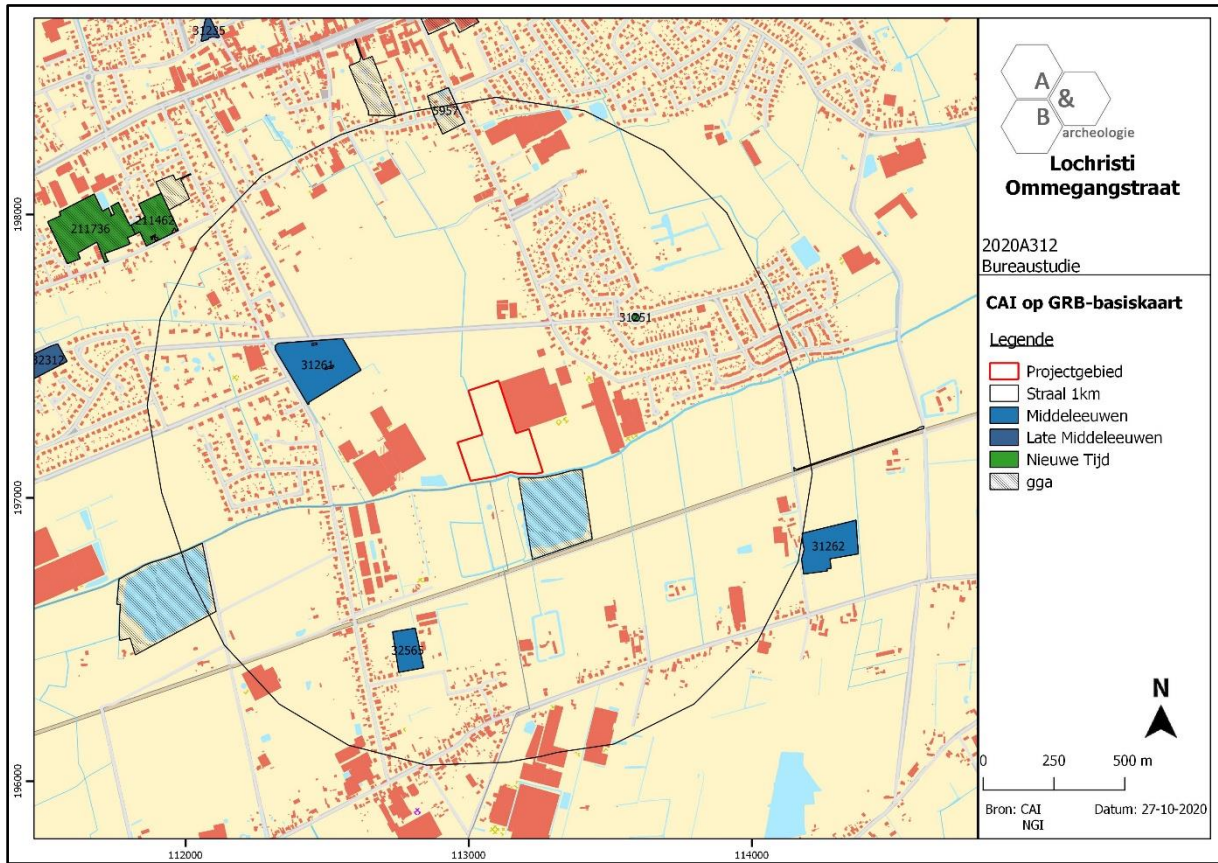 31235
5957
211736
211462
31251
32312
31261
31262
32565
198000
197000
196000
112000
113000
114000
A
&
B
archeologie
Lochristi
Ommegangstraat
2020A312
Bureaustudie
CAI op GRB-basiskaart
Legende
Projectgebied
Straal 1km
Middeleeuwen
Late Middeleeuwen
Nieuwe Tijd
gga
N
0 250 500 m
Bron: CAI Datum: 27-10-2020
NGI